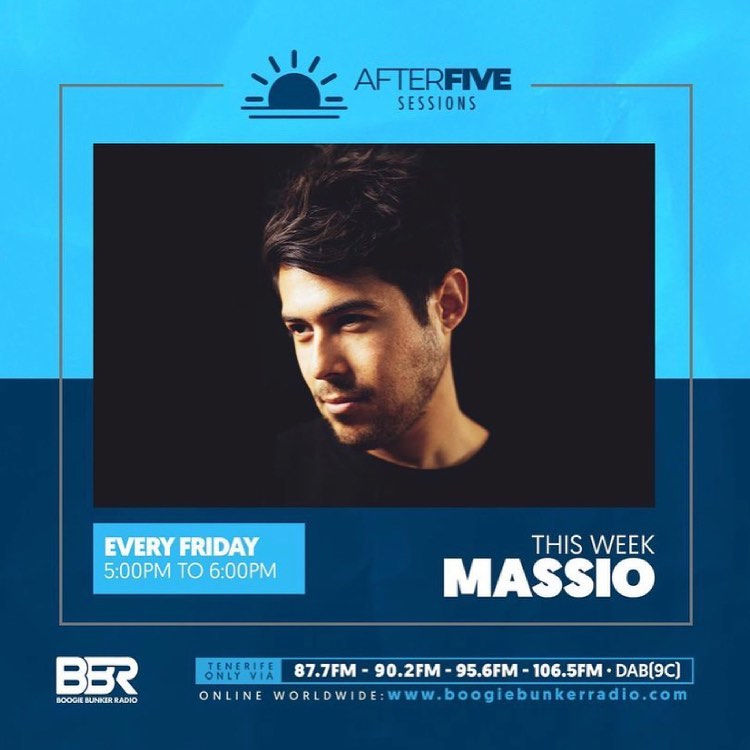 AFTERFIVE
SESSIONS
EVERY FRIDAY
5:00PM TO 6:00PM
THIS WEEK
MASSIO
BBR
BOOGIE BUNKER RADIO
TENERIFE
ONLY VIA
87.7FM - 90.2FM - 95.6FM - 106.5FM · DAB(9C)
ONLINE WORLDWIDE: www.boogiebunkerradio.com